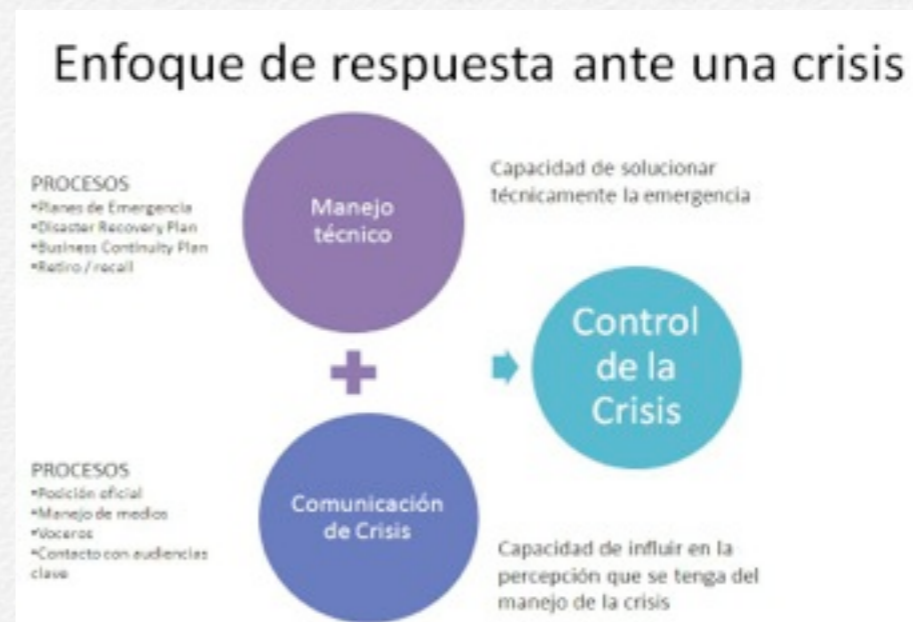 Enfoque de respuesta ante una crisis
PROCESOS
•Planes de Emergencia
•Disaster Recovery Plan
•Business Continuity Plan
•Retiro / recall
Manejo
técnico
Capacidad de solucionar
técnicamente la emergencia
Control
de la
Crisis
PROCESOS
•Posición oficial
•Manejo de medios
•Voceros
•Contacto con audiencias
clave
Comunicación
de Crisis
Capacidad de influir en la
percepción que se tenga del
manejo de la crisis